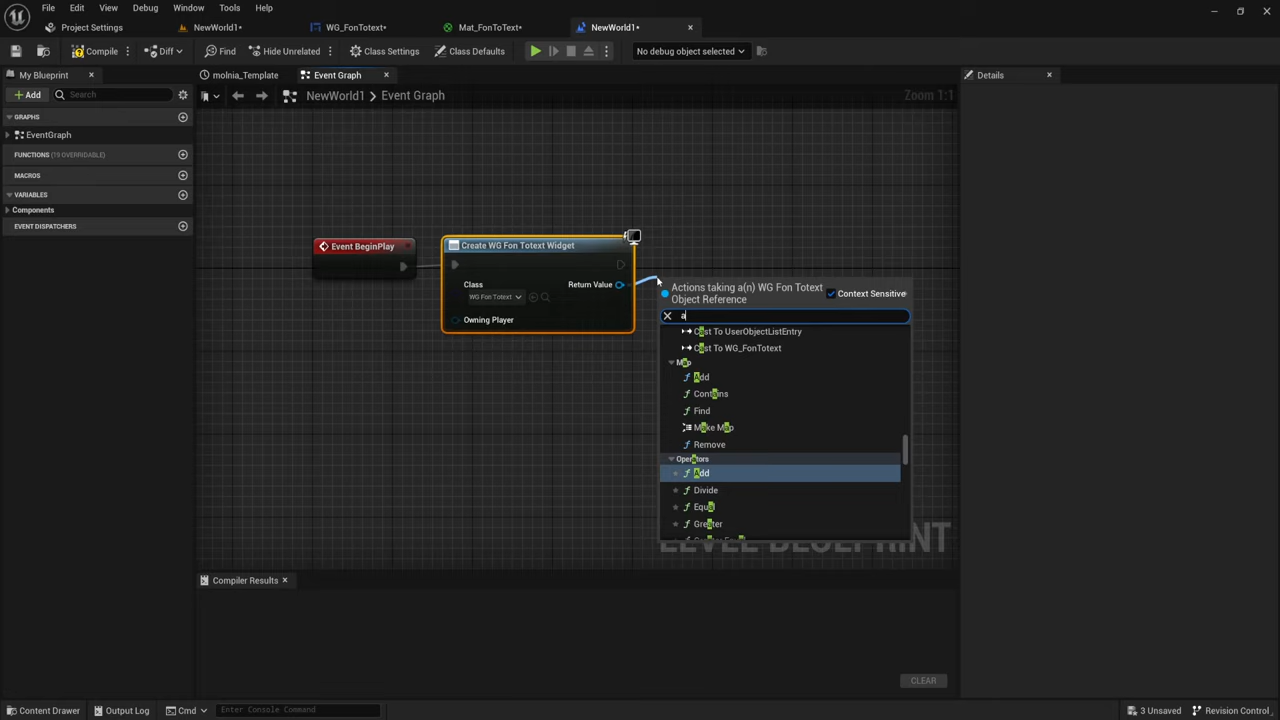 File Edit Asset View Debug Window Tools Help
Project Settings NewWorld1* WG_FonTotext* Mat_FonToText* NewWorld1*
Compile Diff Find Hide Unrelated Class Settings Class Defaults No debug object selected
My Blueprint molnia_Template Event Graph Details
Add Search NewWorld1 > Event Graph Zoom 1:1
GRAPHS
EventGraph
FUNCTIONS (19 OVERRIDABLE)
MACROS
VARIABLES
Components
EVENT DISPATCHERS
Event BeginPlay
Create WG Fon Totext Widget
Class
Return Value
WG Fon Totext
Owning Player
Actions taking a(n) WG Fon Totext
Object Reference
Context Sensitive
a
Cast To UserObjectListEntry
Cast To WG_FonTotext
Map
Add
Contains
Find
Make Map
Remove
Operators
Add
Divide
Equal
Greater
LEVEL BLUEPRINT
Compiler Results
CLEAR
Content Drawer Output Log Cmd Enter Console Command 3 Unsaved Revision Control